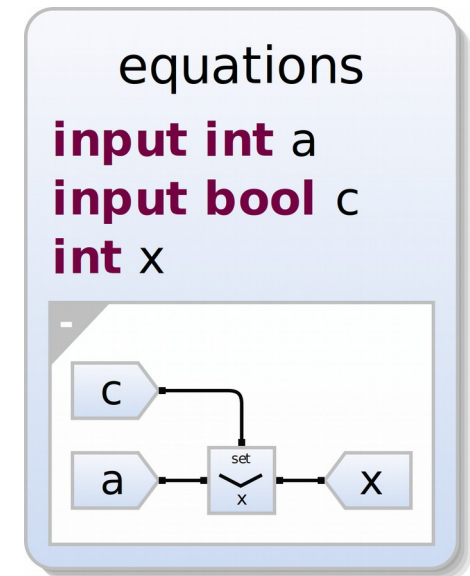 equations
input int a
input bool c
int x
-
c
set
a
x
x